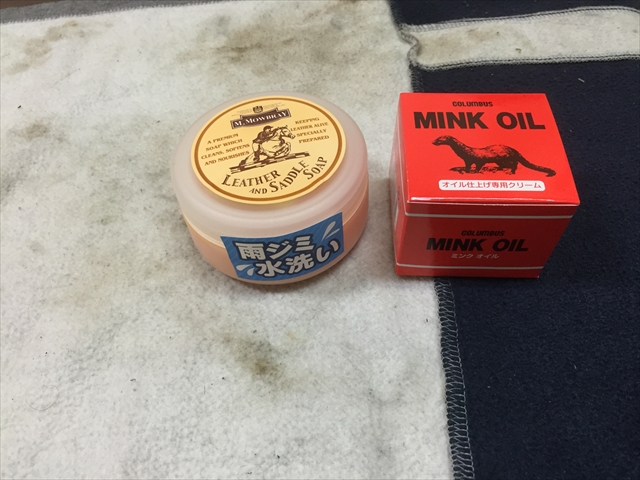 M. MOWBRAY
A PREMIUM
SOAP WHICH
CLEANS, SOFTENS
AND NOURISHES
KEEPING
LEATHER ALIVE
SPECIALLY
PREPARED
LEATHER
AND SADDLE
SOAP
雨ジミ
水洗い
COLUMBUS
MINK OIL
オイル仕上げ専用クリーム
COLUMBUS
MINK OIL
ミンク オイル